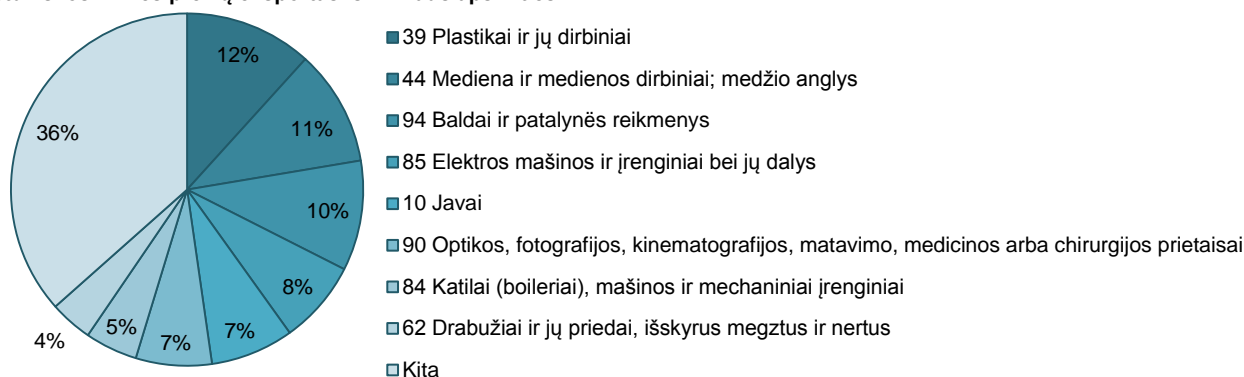 39 Plastikai ir jų dirbiniai
44 Mediena ir medienos dirbiniai; medžio anglys
94 Baldai ir patalynės reikmenys
85 Elektros mašinos ir įrenginiai bei jų dalys
10 Javai
90 Optikos, fotografijos, kinematografijos, matavimo, medicinos arba chirurgijos prietaisai
84 Katilai (boileriai), mašinos ir mechaniniai įrenginiai
62 Drabužiai ir jų priedai, išskyrus megztus ir nertus
Kita
12%
11%
10%
8%
7%
7%
5%
4%
36%